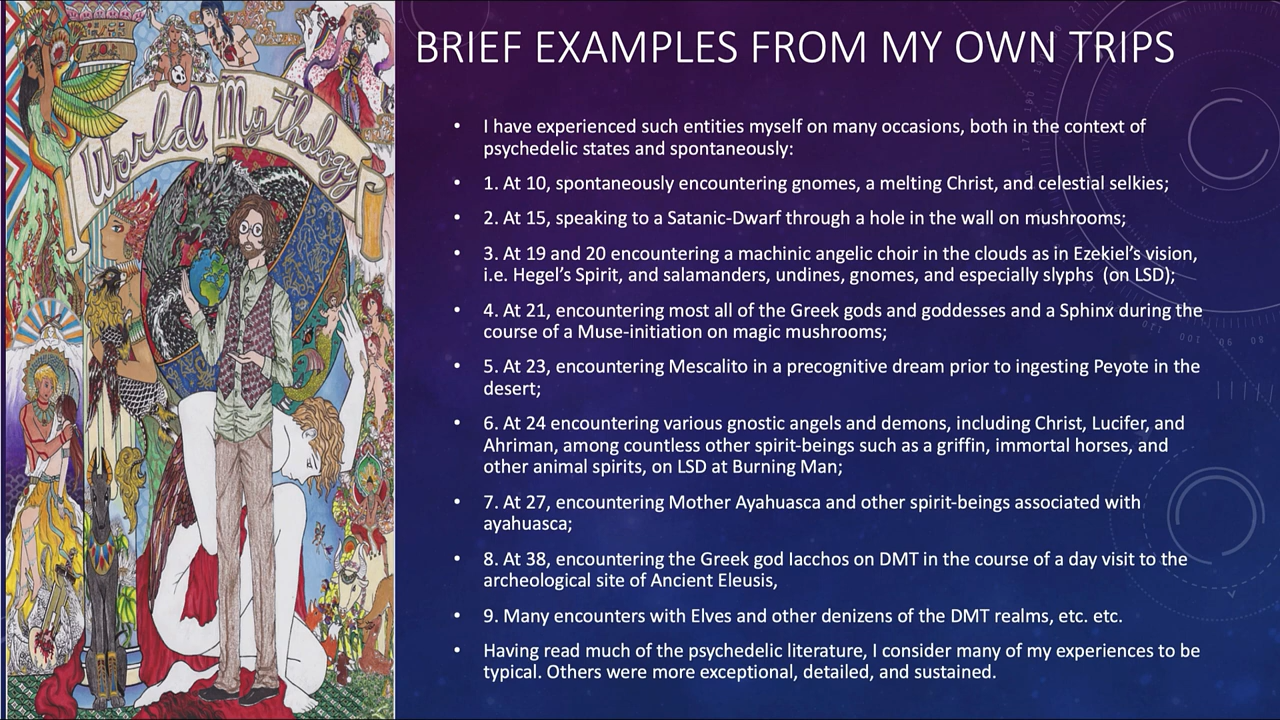 World Mythology
BRIEF EXAMPLES FROM MY OWN TRIPS
• I have experienced such entities myself on many occasions, both in the context of
psychedelic states and spontaneously:
• 1. At 10, spontaneously encountering gnomes, a melting Christ, and celestial selkies;
• 2. At 15, speaking to a Satanic-Dwarf through a hole in the wall on mushrooms;
• 3. At 19 and 20 encountering a machinic angelic choir in the clouds as in Ezekiel's vision,
i.e. Hegel's Spirit, and salamanders, undines, gnomes, and especially slyphs (on LSD);
• 4. At 21, encountering most all of the Greek gods and goddesses and a Sphinx during the
course of a Muse-initiation on magic mushrooms;
• 5. At 23, encountering Mescalito in a precognitive dream prior to ingesting Peyote in the
desert;
• 6. At 24 encountering various gnostic angels and demons, including Christ, Lucifer, and
Ahriman, among countless other spirit-beings such as a griffin, immortal horses, and
other animal spirits, on LSD at Burning Man;
• 7. At 27, encountering Mother Ayahuasca and other spirit-beings associated with
ayahuasca;
• 8. At 38, encountering the Greek god Iacchos on DMT in the course of a day visit to the
archeological site of Ancient Eleusis,
• 9. Many encounters with Elves and other denizens of the DMT realms, etc. etc.
• Having read much of the psychedelic literature, I consider many of my experiences to be
typical. Others were more exceptional, detailed, and sustained.